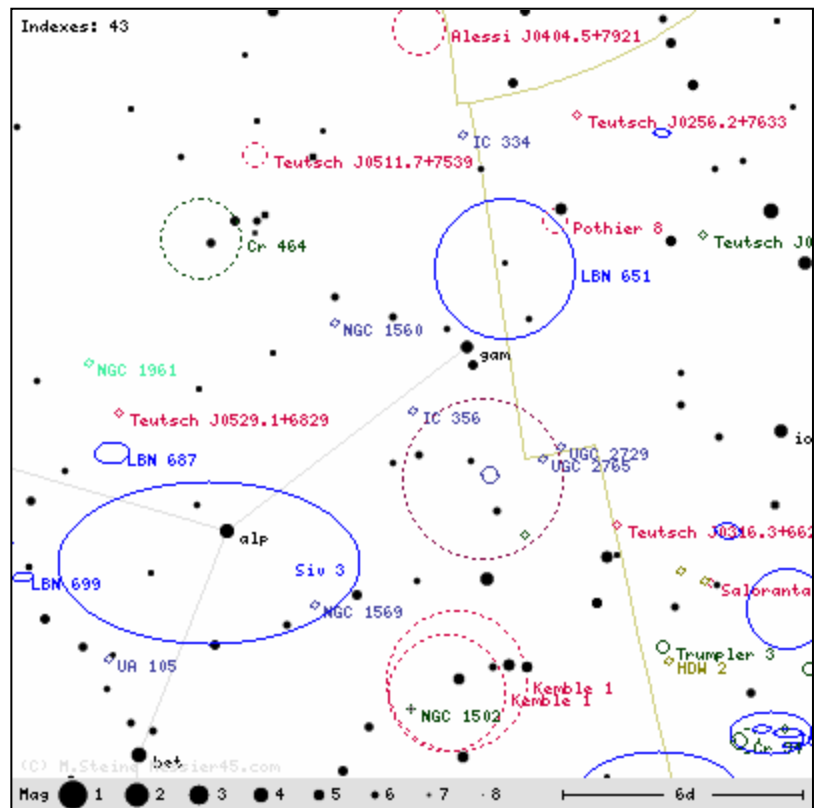 Indexes: 43
Alessi J0404.5+7921
Teutsch J0256.2+7633
IC 334
Teutsch J0511.7+7539
Pothier 8
Teutsch J0
Cr 464
LBN 651
NGC 1560
gam
NGC 1961
IC 356
Teutsch J0529.1+6829
io
LBN 687
UGC 2729
UGC 2765
Teutsch J0316.3+662
alp
Siv 3
LBN 699
Saloranta
NGC 1569
Trumpler 3
UA 105
HDW 2
Kemble 1
Kemble 1
NGC 1502
Cr
bet
(C) M.Steine Messier45.com
Mag 1 2 3 4 5 6 7 8 6d